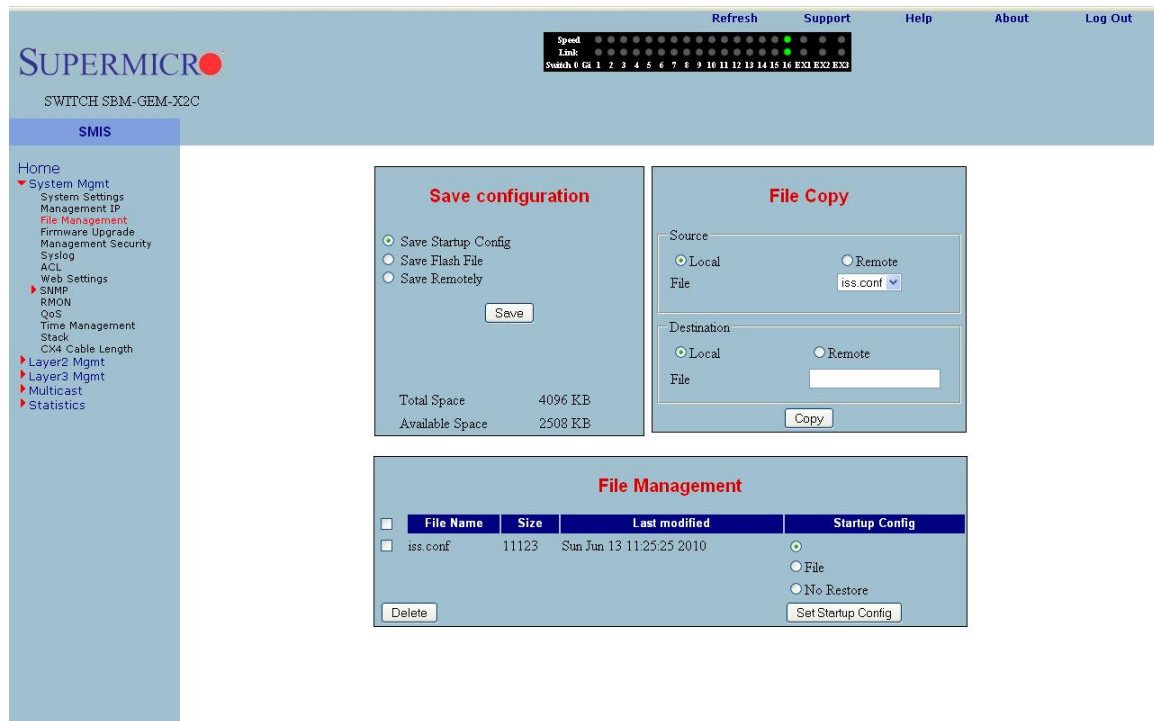 Refresh Support Help About Log Out
Speed
Link
Switch 0 Gi 1 2 3 4 5 6 7 8 9 10 11 12 13 14 15 16 EX1 EX2 EX3
SUPERMICRO
SWITCH SBM-GEM-X2C
SMIS
Home
System Mgmt
System Settings
Management IP
File Management
Firmware Upgrade
Management Security
Syslog
ACL
Web Settings
SNMP
RMON
QoS
Time Management
Stack
CX4 Cable Length
Layer2 Mgmt
Layer3 Mgmt
Multicast
Statistics
Save configuration
Save Startup Config
Save Flash File
Save Remotely
Save
Total Space 4096 KB
Available Space 2508 KB
File Copy
Source
Local Remote
File iss.conf
Destination
Local Remote
File
Copy
File Management
File Name Size Last modified Startup Config
iss.conf 11123 Sun Jun 13 11:25:25 2010
File
No Restore
Delete Set Startup Config